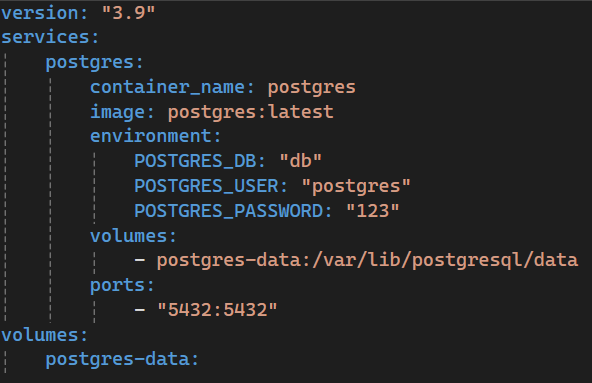 version: "3.9"
services:
    postgres:
        container_name: postgres
        image: postgres:latest
        environment:
            POSTGRES_DB: "db"
            POSTGRES_USER: "postgres"
            POSTGRES_PASSWORD: "123"
        volumes:
            - postgres-data:/var/lib/postgresql/data
        ports:
            - "5432:5432"
volumes:
    postgres-data: